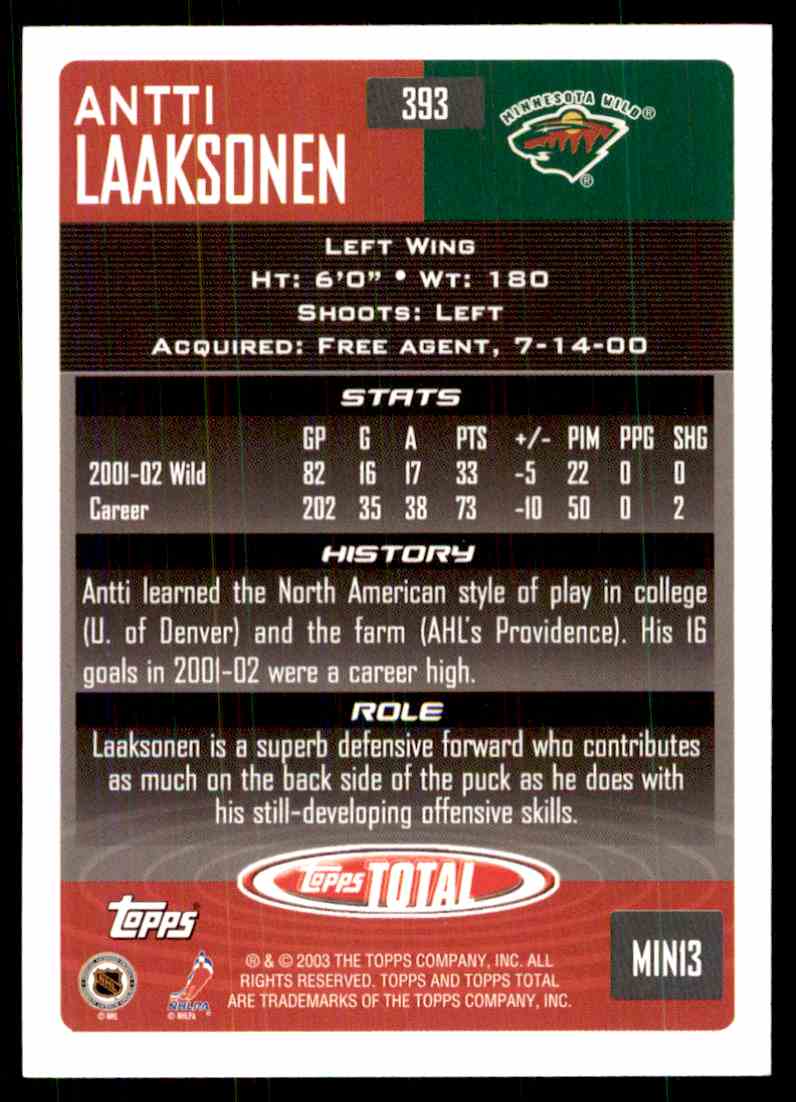 ANTTI
LAAKSONEN
393
MINNESOTA WILD®
®
LEFT WING
HT: 6'0" • WT: 180
SHOOTS: LEFT
ACQUIRED: FREE AGENT, 7-14-00
STATS
GP G A PTS +/- PIM PPG SHG
2001-02 Wild 82 16 17 33 -5 22 0 0
Career 202 35 38 73 -10 50 0 2
HISTORY
Antti learned the North American style of play in college
(U. of Denver) and the farm (AHL's Providence). His 16
goals in 2001-02 were a career high.
ROLE
Laaksonen is a superb defensive forward who contributes
as much on the back side of the puck as he does with
his still-developing offensive skills.
Topps TOTAL
Topps
MIN13
® & © 2003 THE TOPPS COMPANY, INC. ALL
RIGHTS RESERVED. TOPPS AND TOPPS TOTAL
ARE TRADEMARKS OF THE TOPPS COMPANY, INC.
NHL
© NHL
NHLPA
© NHLPA